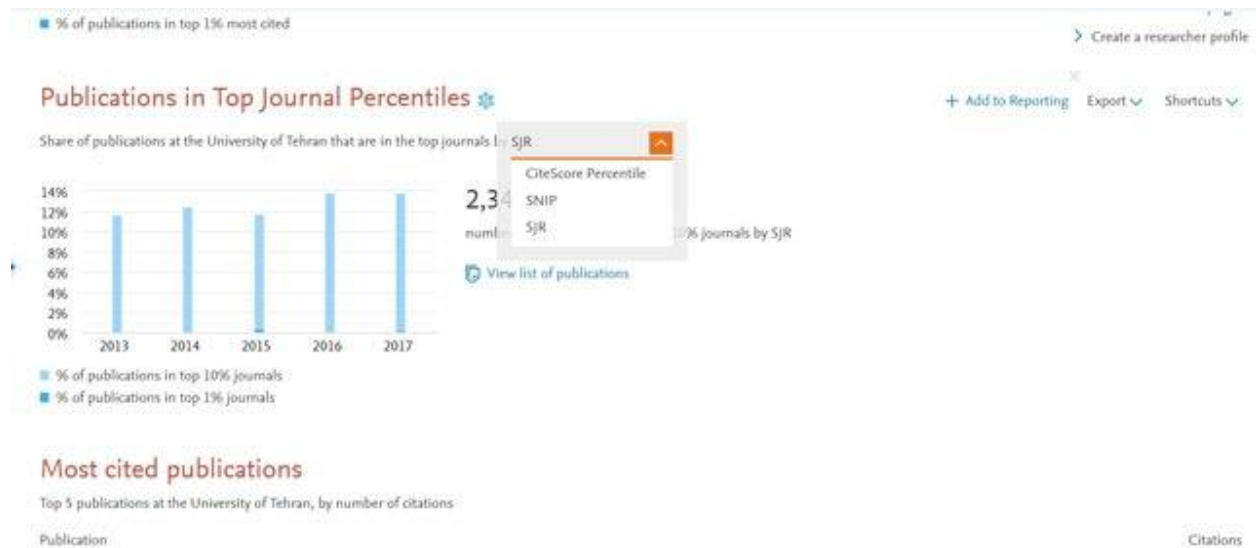 % of publications in top 1% most cited
Create a researcher profile
Publications in Top Journal Percentiles
+ Add to Reporting Export Shortcuts
Share of publications at the University of Tehran that are in the top journals by SJR
CiteScore Percentile
SNIP
SJR
2,34
% journals by SJR
View list of publications
14%
12%
10%
8%
6%
4%
2%
0%
2013 2014 2015 2016 2017
% of publications in top 10% journals
% of publications in top 1% journals
Most cited publications
Top 5 publications at the University of Tehran, by number of citations
Publication Citations